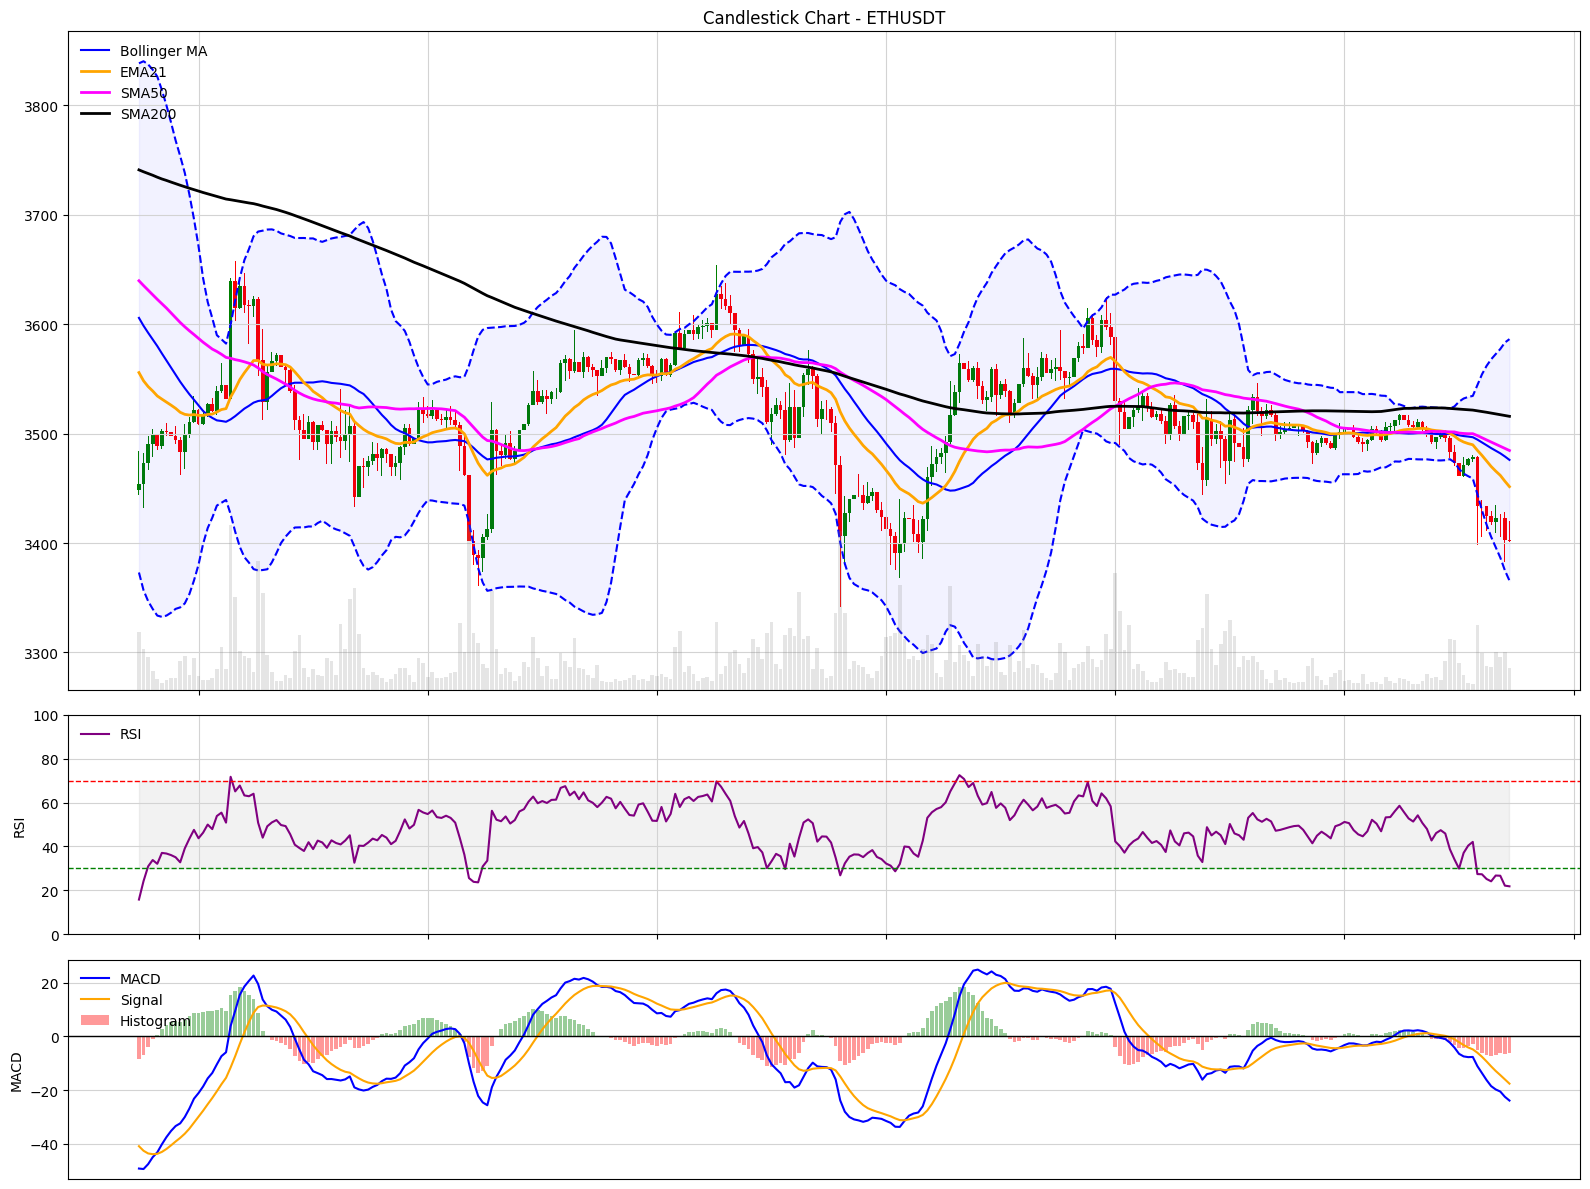 Candlestick Chart - ETHUSDT
Bollinger MA
EMA21
SMA50
SMA200
3800
3700
3600
3500
3400
3300
RSI
100
80
60
40
20
0
RSI
MACD
Signal
Histogram
20
0
−20
−40
MACD